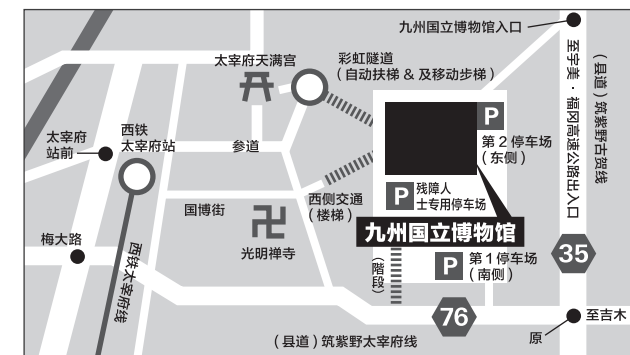 九州国立博物馆入口
太宰府天满宫
彩虹隧道
（自动扶梯 & 及移动步梯）
至宇美・福冈高速公路出入口
（县道）筑紫野古贺线
P
第２停车场
（东侧）
太宰府
站前
西铁
太宰府站
参道
西侧交通
（楼梯）
P
残障人
士专用停车场
国博街
光明禅寺
九州国立博物馆
梅大路
西铁太宰府线
（階段）
P
第１停车场
（南侧）
35
76
至吉木
原
（县道）筑紫野太宰府线